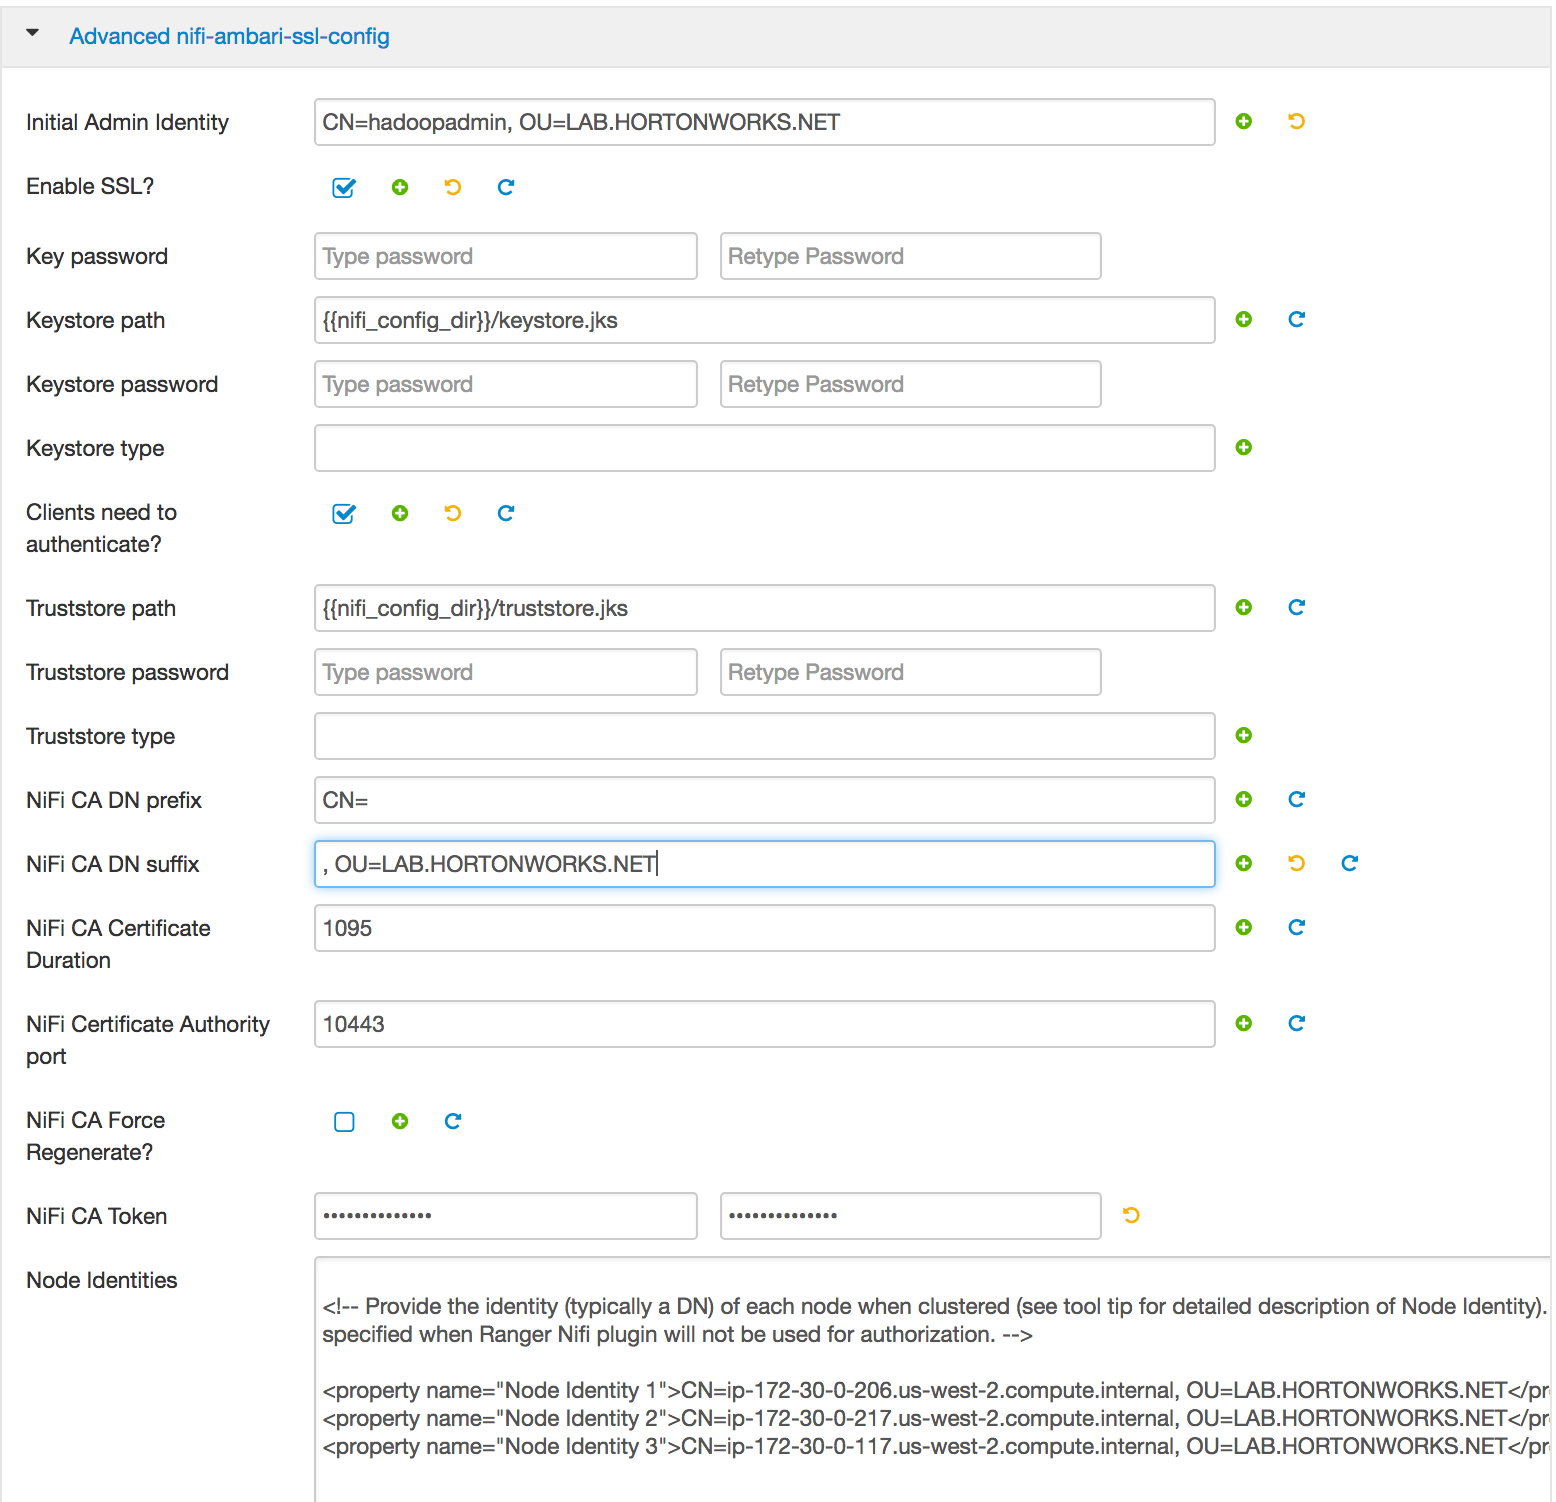 Advanced nifi-ambari-ssl-config
Initial Admin Identity
CN=hadoopadmin, OU=LAB.HORTONWORKS.NET
Enable SSL?
Key password
Type password
Retype Password
Keystore path
{{nifi_config_dir}}/keystore.jks
Keystore password
Type password
Retype Password
Keystore type
Clients need to
authenticate?
Truststore path
{{nifi_config_dir}}/truststore.jks
Truststore password
Type password
Retype Password
Truststore type
NiFi CA DN prefix
CN=
NiFi CA DN suffix
, OU=LAB.HORTONWORKS.NET
NiFi CA Certificate
Duration
1095
NiFi Certificate Authority
port
10443
NiFi CA Force
Regenerate?
NiFi CA Token
••••••••••••••
••••••••••••••
Node Identities
<!-- Provide the identity (typically a DN) of each node when clustered (see tool tip for detailed description of Node Identity).
specified when Ranger Nifi plugin will not be used for authorization. -->
<property name="Node Identity 1">CN=ip-172-30-0-206.us-west-2.compute.internal, OU=LAB.HORTONWORKS.NET</pr
<property name="Node Identity 2">CN=ip-172-30-0-217.us-west-2.compute.internal, OU=LAB.HORTONWORKS.NET</pr
<property name="Node Identity 3">CN=ip-172-30-0-117.us-west-2.compute.internal, OU=LAB.HORTONWORKS.NET</pr